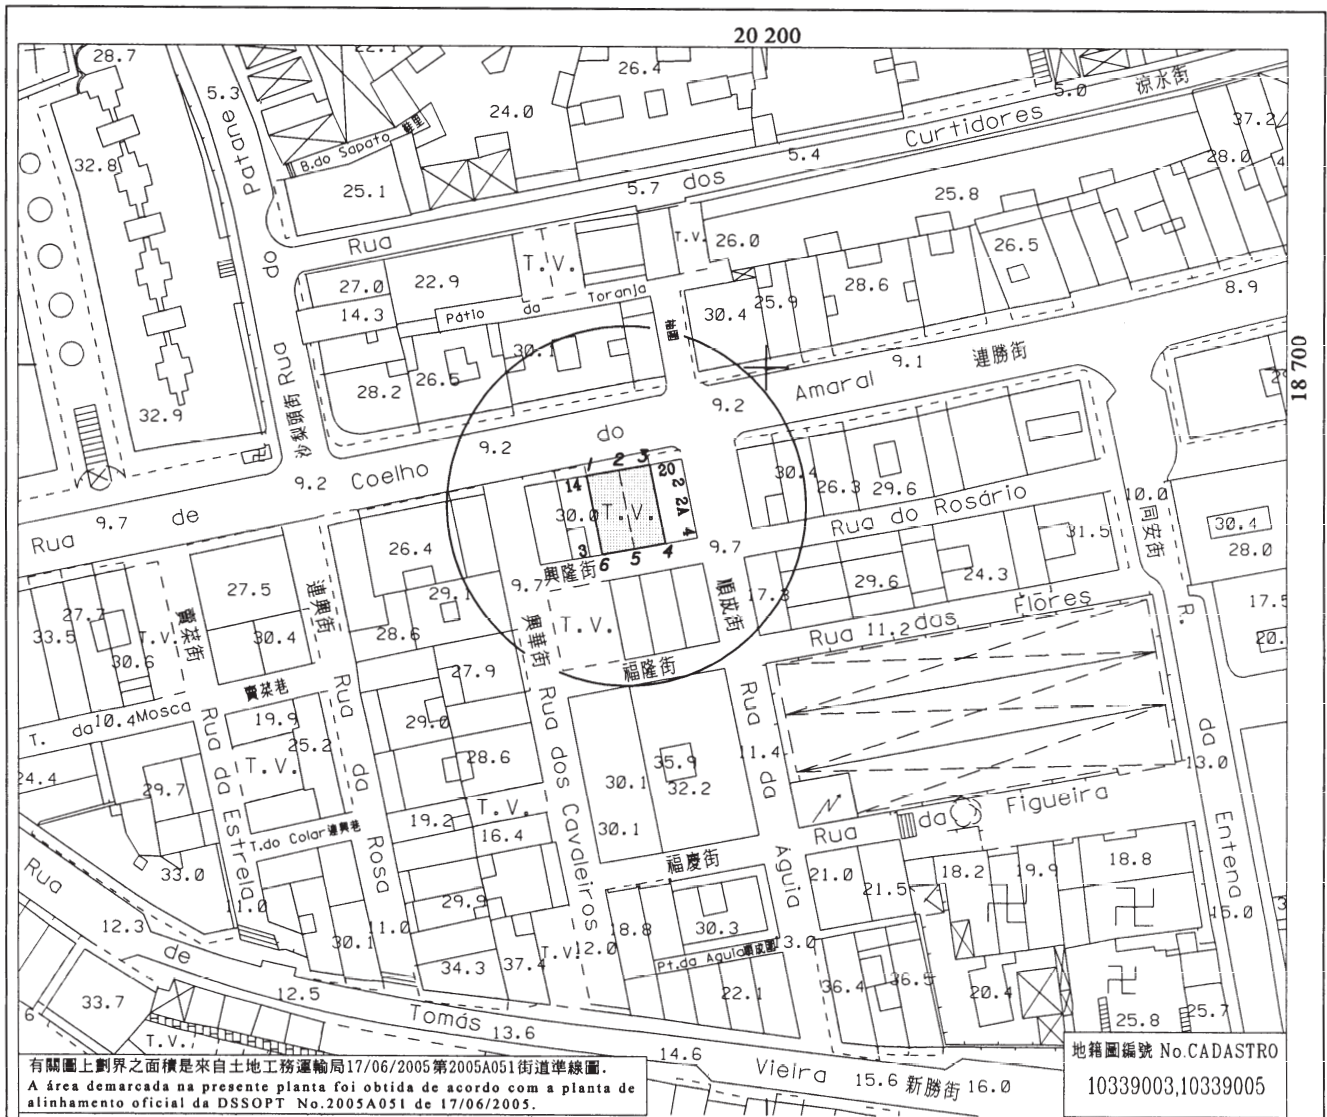 20 200
28.7
22.1
26.4
5.0
涼水街
5.3
24.0
Curtidores
37.2
Patane
B.do Sapato
5.4
28.0
32.8
25.1
5.7
dos
25.8
Rua
do
T.V.
T.V.
26.0
26.5
27.0
22.9
14.3
Pátio da Toranja
28.6
8.9
30.4
25.9
Rua
30.1
9.1
連勝街
18 700
28.2
26.5
Amaral
沙梨頭街
32.9
9.2
9.2
do
Coelho
9.2
1 2 3
20
2
2A
4
14
30.4
26.3
29.6
de
9.7
Rua
30.0
T.V.
Rua do Rosário
10.0
同安街
30.4
26.4
3
6 5 4
9.7
31.5
28.0
興隆街
27.5
連興街
29.1
9.7
順成街
17.3
29.6
24.3
Flores
R.
17.5
27.7
33.5
T.V.
賣菜街
30.4
28.6
興華街
T.V.
Rua 11.2 das
20.
30.6
27.9
福隆街
賣菜巷
T. da 10.4 Mosca
Rua da Estrela
19.9
Rua da Rosa
29.0
Rua dos Cavaleiros
Rua da Águia
25.2
24.4
T.V.
28.6
35.9
11.4
da
13.0
29.7
30.1
32.2
T.V.
Figueira
19.2
16.4
30.1
Rua
da
Entena
T.do Colar 連興巷
福慶街
Rua
33.0
21.0
21.5
18.2
19.9
18.8
11.0
29.9
12.3
30.1
11.0
18.8
30.3
15.0
de
T.V.
12.0
13.0
34.3
37.4
Pt.da Aguia 順成圍
33.7
12.5
22.1
36.4
36.5
20.4
25.7
Tomás
13.6
25.8
6
T.V.
14.6
Vieira
15.6
新勝街
16.0
有關圖上劃界之面積是來自土地工務運輸局17/06/2005第2005A051街道準線圖.
A área demarcada na presente planta foi obtida de acordo com a planta de
alinhamento oficial da DSSOPT No.2005A051 de 17/06/2005.
地籍圖編號 No.CADASTRO
10339003,10339005